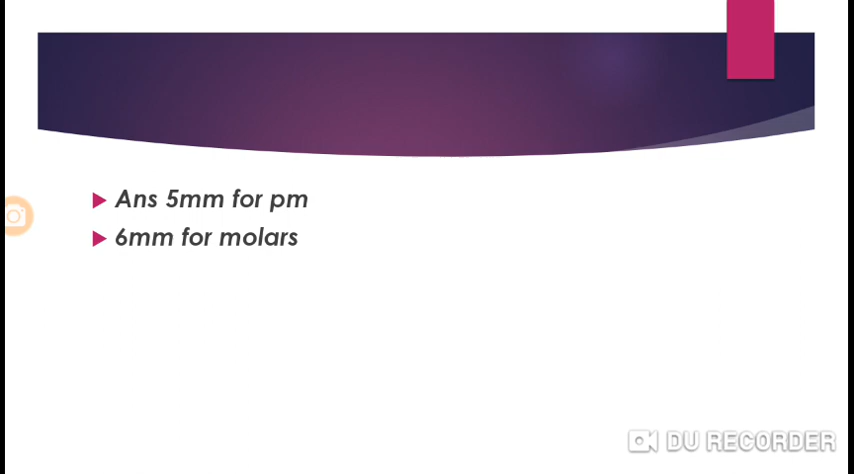 Ans 5mm for pm
6mm for molars
DU RECORDER